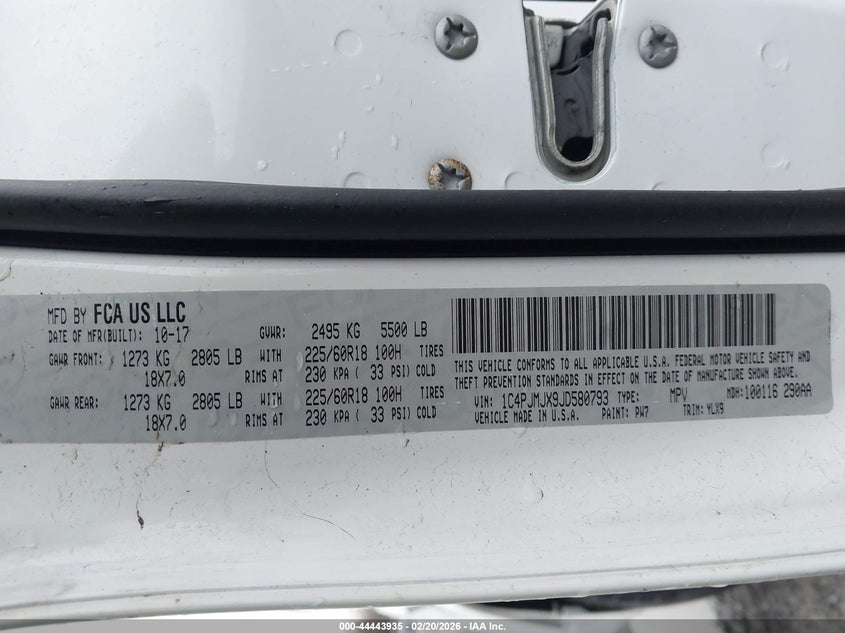 MFD BY FCA US LLC
DATE OF MFR(BUILT): 10-17 GVWR: 2495 KG 5500 LB
GAWR FRONT: 1273 KG 2805 LB WITH 225/60R18 100H TIRES
18X7.0 RIMS AT 230 KPA ( 33 PSI) COLD
GAWR REAR: 1273 KG 2805 LB WITH 225/60R18 100H TIRES
18X7.0 RIMS AT 230 KPA ( 33 PSI) COLD
THIS VEHICLE CONFORMS TO ALL APPLICABLE U.S.A. FEDERAL MOTOR VEHICLE SAFETY AND
THEFT PREVENTION STANDARDS IN EFFECT ON THE DATE OF MANUFACTURE SHOWN ABOVE.
VIN: 1C4PJMJX9JD580793 TYPE: MPV MDH:100116 290AA
VEHICLE MADE IN U.S.A. PAINT: PW7 TRIM: YLX9
000-44443935 - 02/20/2026 - IAA Inc.